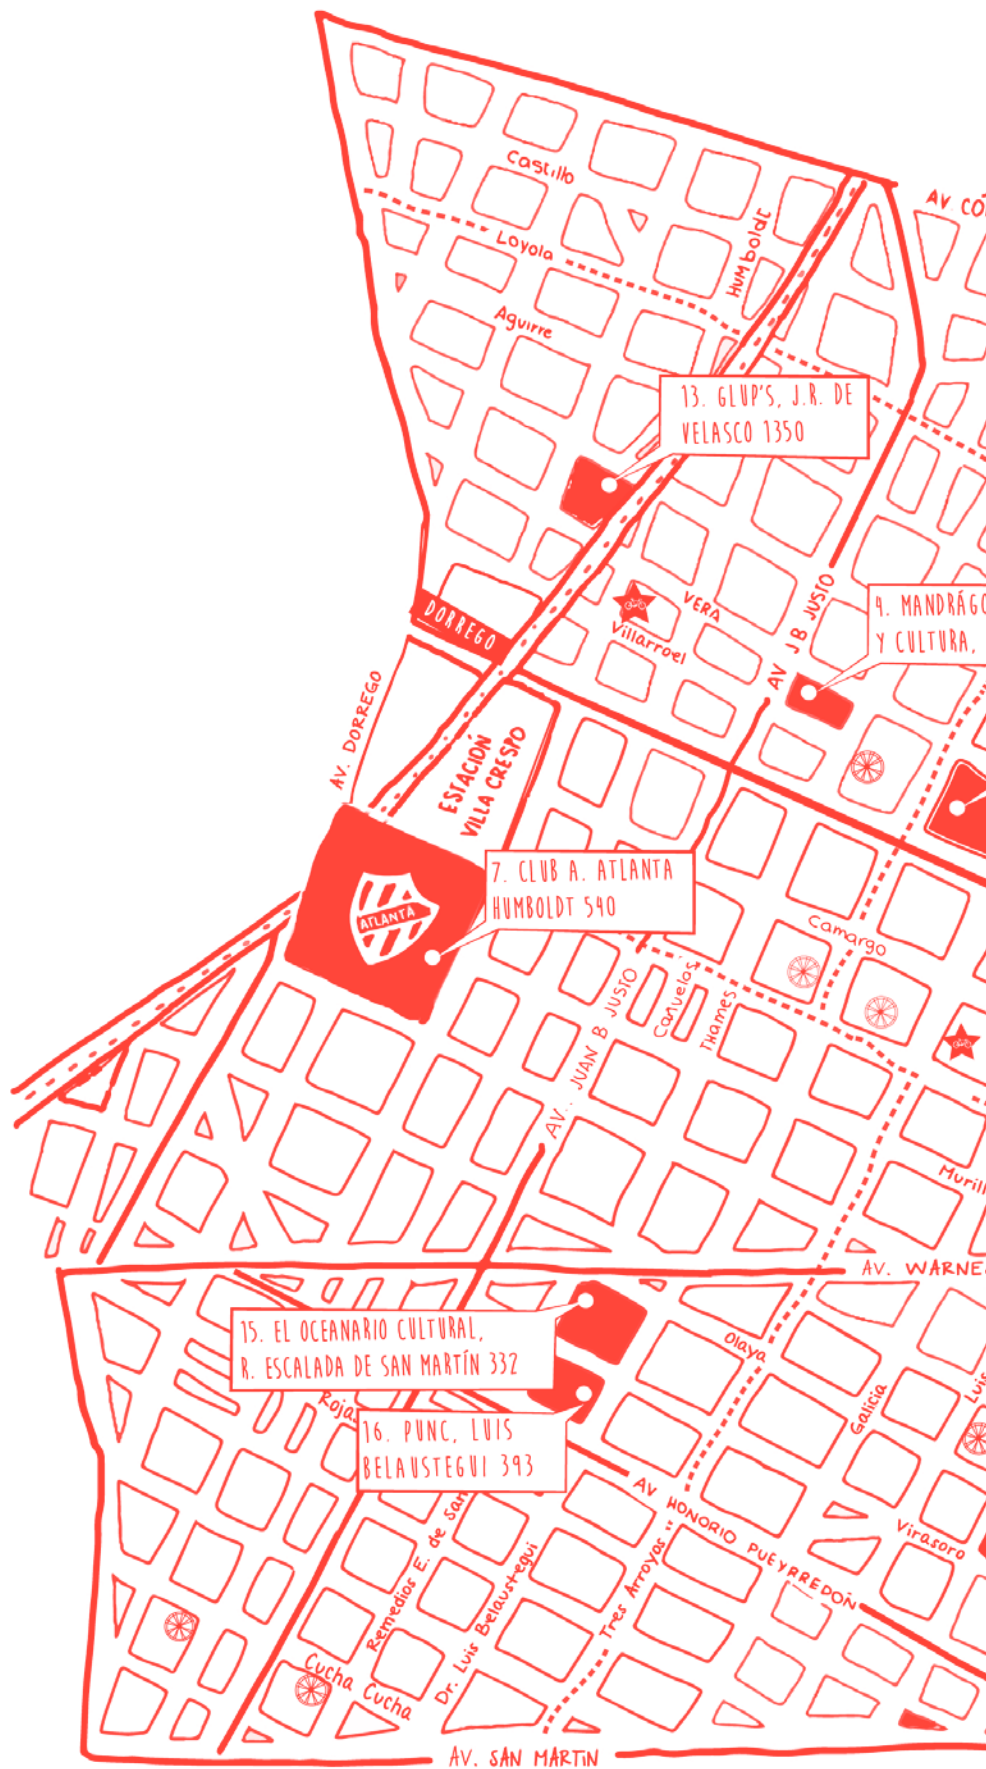 Castillo
AV CÓ
Humboldt
Loyola
Aguirre
13. GLUP'S, J.R. DE
VELASCO 1350
AV JB JUSTO
VERA
Villarroel
4. MANDRÁGO
Y CULTURA,
DORREGO
AV. DORREGO
ESTACIÓN
VILLA CRESPO
7. CLUB A. ATLANTA
HUMBOLDT 540
ATLANTA
Camargo
AV. JUAN B JUSTO
Canuelas
Thames
Murill
AV. WARNE
15. EL OCEANARIO CULTURAL,
R. ESCALADA DE SAN MARTÍN 332
Olaya
Galicia
Luis
Rojas
16. PUNC, LUIS
BELAUSTEGUI 393
AV HONORIO PUEYRREDÓN
Virasoro
Remedios E. de san
Dr. Luis Belaustegui
Tres Arroyos
Cucha Cucha
AV. SAN MARTIN